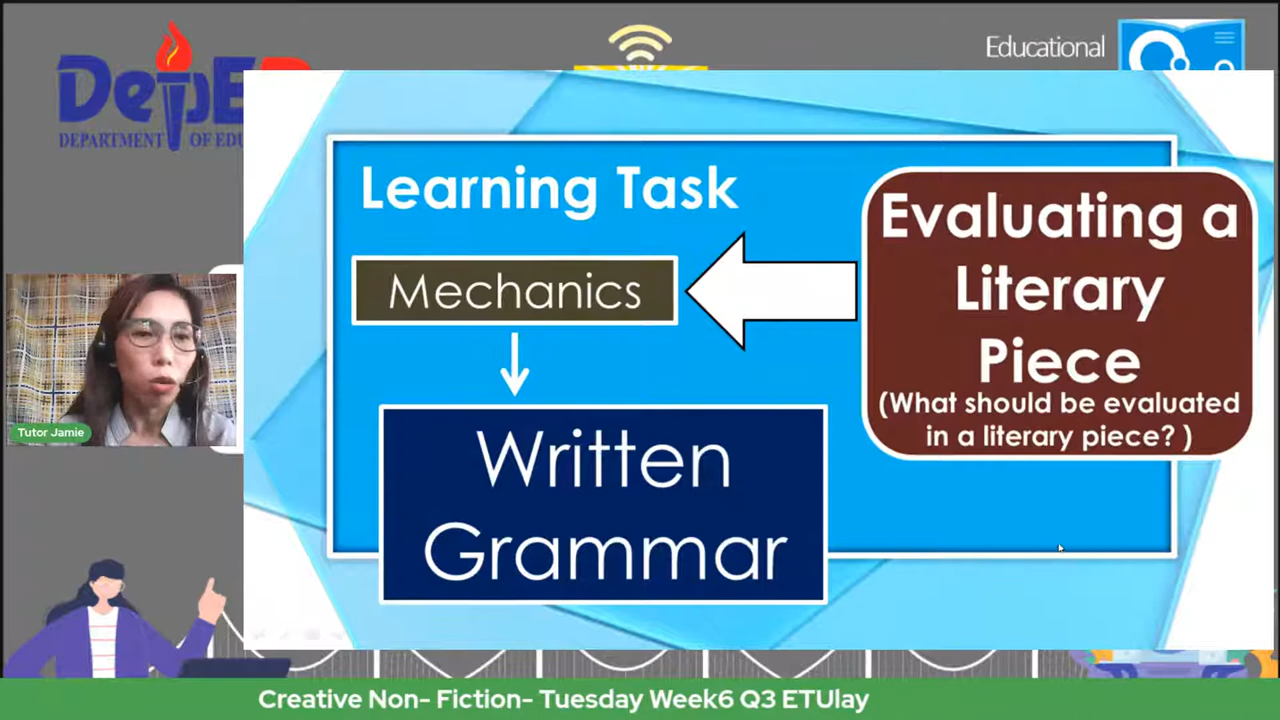 DepE
DEPARTMENT OF EDU
Educational
Learning Task
Mechanics
Written
Grammar
Evaluating a
Literary
Piece
(What should be evaluated
in a literary piece? )
Tutor Jamie
Creative Non- Fiction- Tuesday Week6 Q3 ETUlay